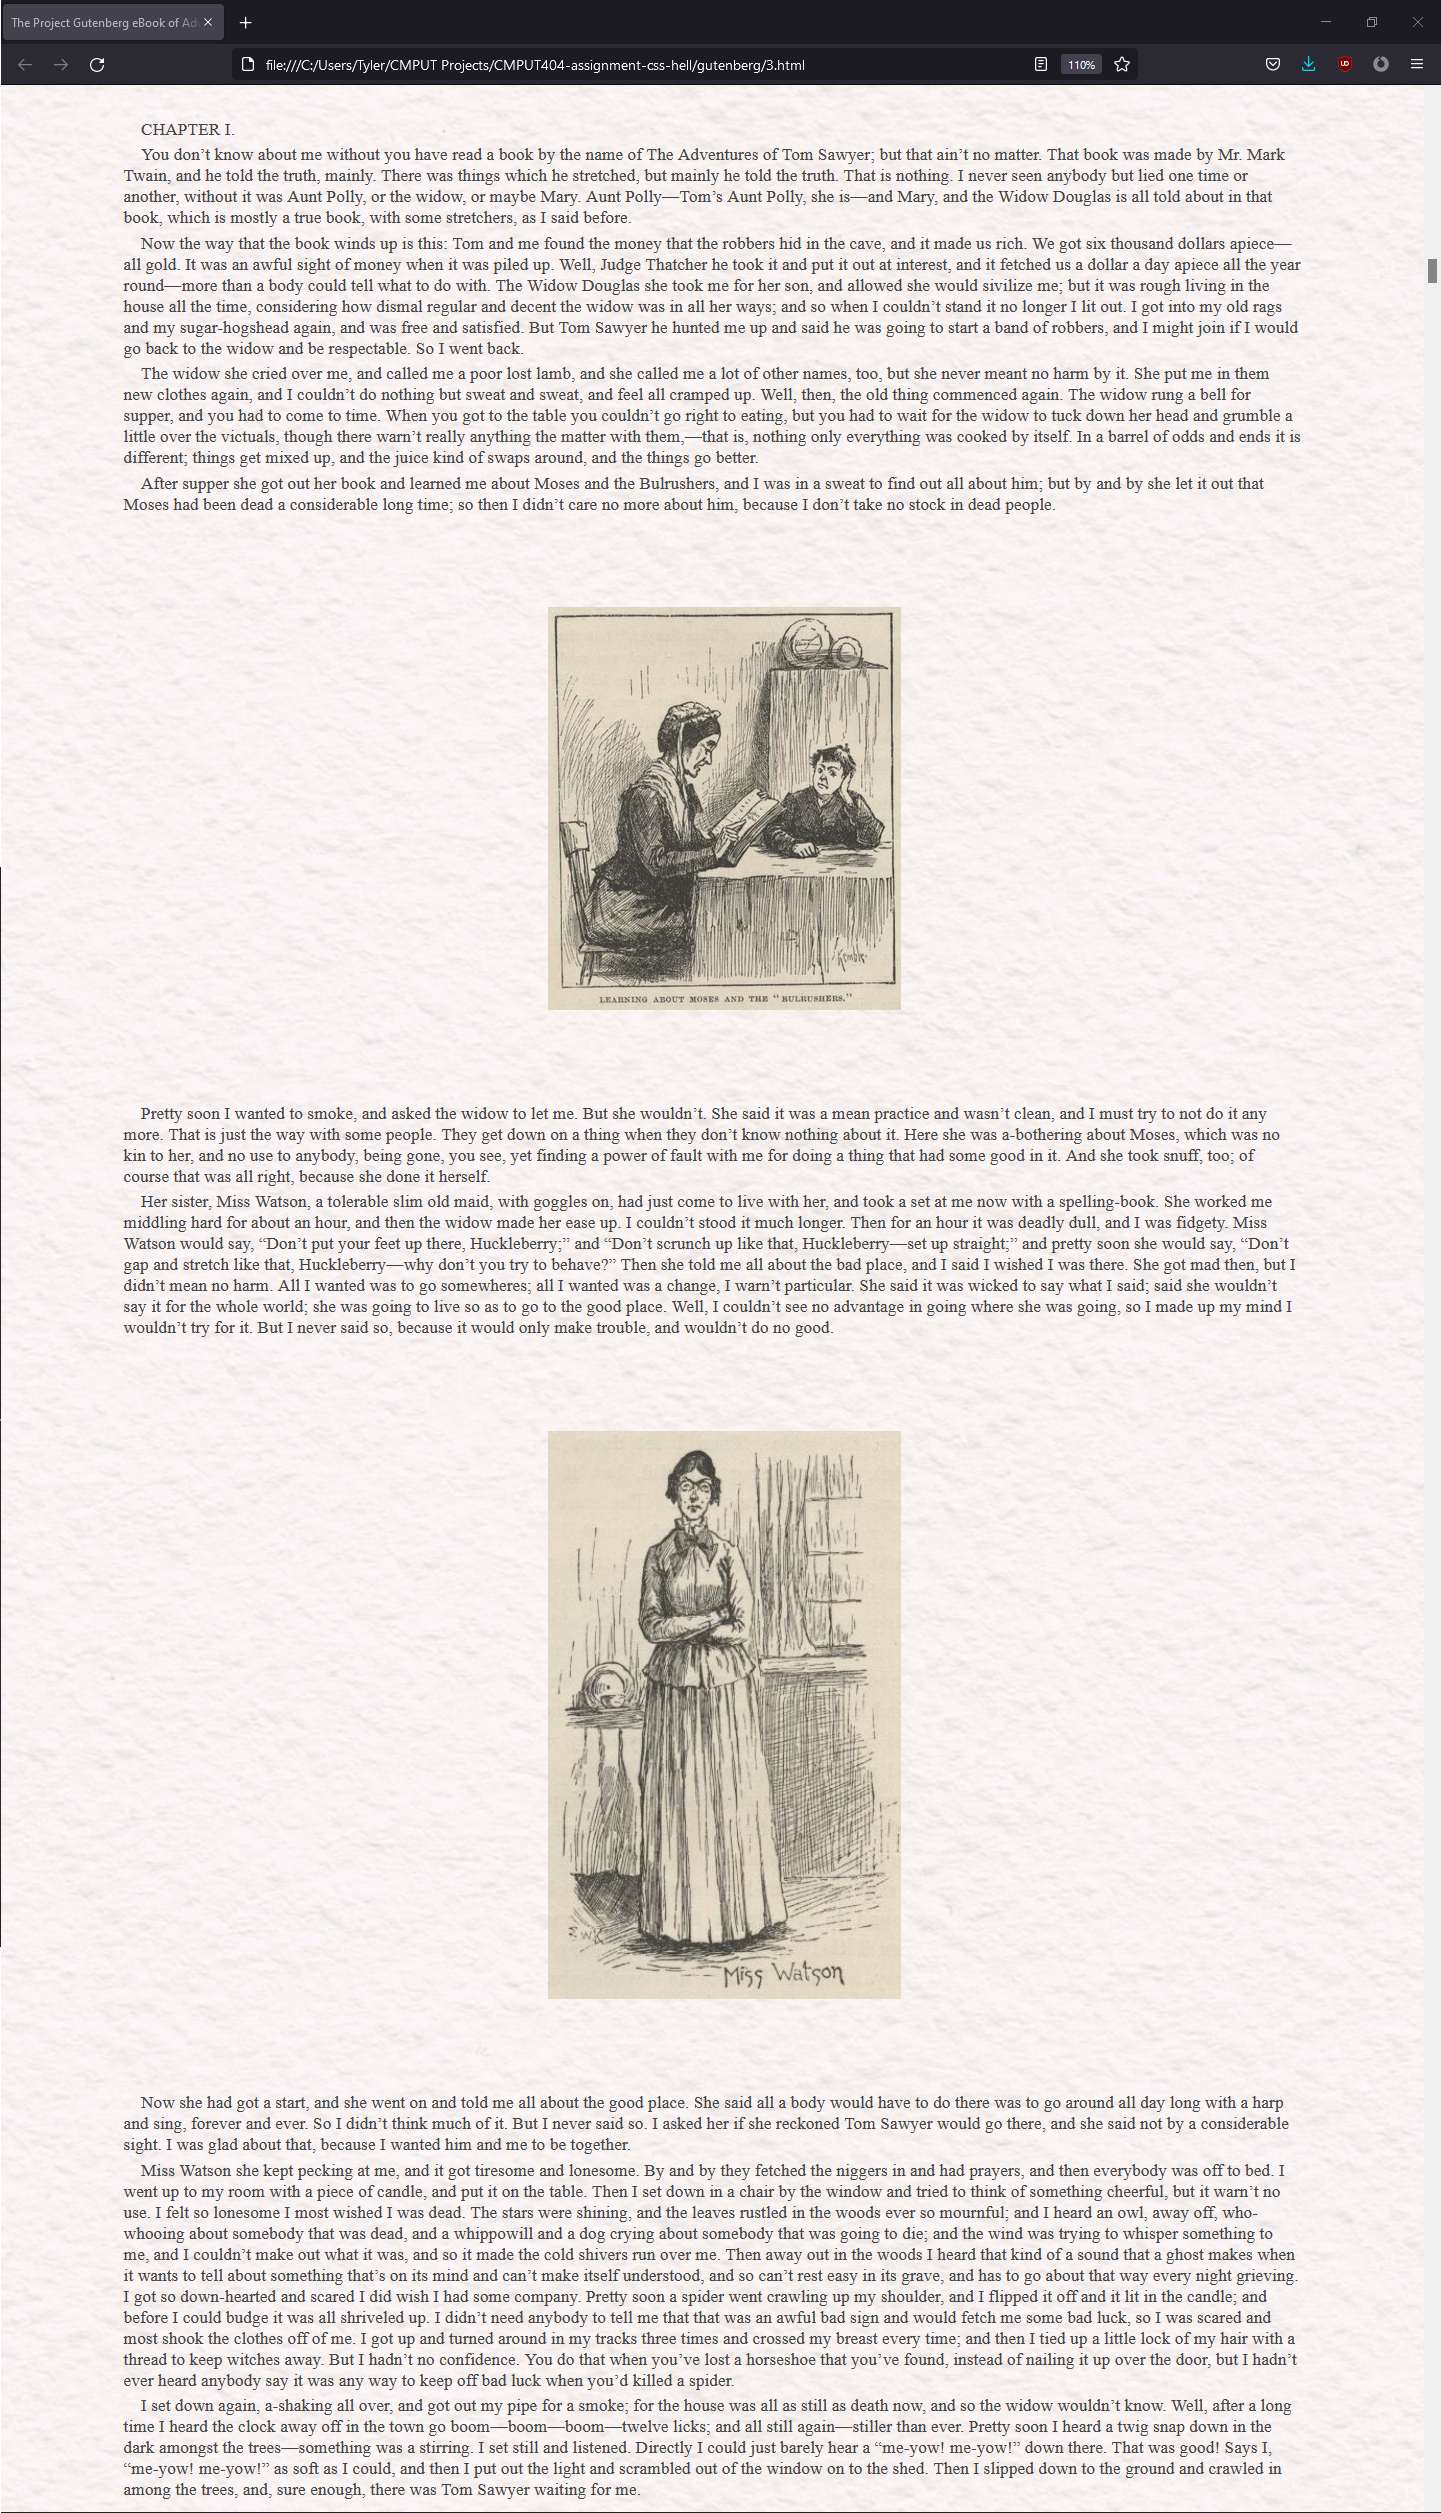 The Project Gutenberg eBook of Adv
file:///C:/Users/Tyler/CMPUT Projects/CMPUT404-assignment-css-hell/gutenberg/3.html
110%
CHAPTER I.
You don’t know about me without you have read a book by the name of The Adventures of Tom Sawyer; but that ain’t no matter. That book was made by Mr. Mark
Twain, and he told the truth, mainly. There was things which he stretched, but mainly he told the truth. That is nothing. I never seen anybody but lied one time or
another, without it was Aunt Polly, or the widow, or maybe Mary. Aunt Polly—Tom’s Aunt Polly, she is—and Mary, and the Widow Douglas is all told about in that
book, which is mostly a true book, with some stretchers, as I said before.
Now the way that the book winds up is this: Tom and me found the money that the robbers hid in the cave, and it made us rich. We got six thousand dollars apiece—
all gold. It was an awful sight of money when it was piled up. Well, Judge Thatcher he took it and put it out at interest, and it fetched us a dollar a day apiece all the year
round—more than a body could tell what to do with. The Widow Douglas she took me for her son, and allowed she would sivilize me; but it was rough living in the
house all the time, considering how dismal regular and decent the widow was in all her ways; and so when I couldn’t stand it no longer I lit out. I got into my old rags
and my sugar-hogshead again, and was free and satisfied. But Tom Sawyer he hunted me up and said he was going to start a band of robbers, and I might join if I would
go back to the widow and be respectable. So I went back.
The widow she cried over me, and called me a poor lost lamb, and she called me a lot of other names, too, but she never meant no harm by it. She put me in them
new clothes again, and I couldn’t do nothing but sweat and sweat, and feel all cramped up. Well, then, the old thing commenced again. The widow rung a bell for
supper, and you had to come to time. When you got to the table you couldn’t go right to eating, but you had to wait for the widow to tuck down her head and grumble a
little over the victuals, though there warn’t really anything the matter with them,—that is, nothing only everything was cooked by itself. In a barrel of odds and ends it is
different; things get mixed up, and the juice kind of swaps around, and the things go better.
After supper she got out her book and learned me about Moses and the Bulrushers, and I was in a sweat to find out all about him; but by and by she let it out that
Moses had been dead a considerable long time; so then I didn’t care no more about him, because I don’t take no stock in dead people.
Kemble
LEARNING ABOUT MOSES AND THE “BULRUSHERS.”
Pretty soon I wanted to smoke, and asked the widow to let me. But she wouldn’t. She said it was a mean practice and wasn’t clean, and I must try to not do it any
more. That is just the way with some people. They get down on a thing when they don’t know nothing about it. Here she was a-bothering about Moses, which was no
kin to her, and no use to anybody, being gone, you see, yet finding a power of fault with me for doing a thing that had some good in it. And she took snuff, too; of
course that was all right, because she done it herself.
Her sister, Miss Watson, a tolerable slim old maid, with goggles on, had just come to live with her, and took a set at me now with a spelling-book. She worked me
middling hard for about an hour, and then the widow made her ease up. I couldn’t stood it much longer. Then for an hour it was deadly dull, and I was fidgety. Miss
Watson would say, “Don’t put your feet up there, Huckleberry;” and “Don’t scrunch up like that, Huckleberry—set up straight;” and pretty soon she would say, “Don’t
gap and stretch like that, Huckleberry—why don’t you try to behave?” Then she told me all about the bad place, and I said I wished I was there. She got mad then, but I
didn’t mean no harm. All I wanted was to go somewheres; all I wanted was a change, I warn’t particular. She said it was wicked to say what I said; said she wouldn’t
say it for the whole world; she was going to live so as to go to the good place. Well, I couldn’t see no advantage in going where she was going, so I made up my mind I
wouldn’t try for it. But I never said so, because it would only make trouble, and wouldn’t do no good.
EWK
Miss Watson
Now she had got a start, and she went on and told me all about the good place. She said all a body would have to do there was to go around all day long with a harp
and sing, forever and ever. So I didn’t think much of it. But I never said so. I asked her if she reckoned Tom Sawyer would go there, and she said not by a considerable
sight. I was glad about that, because I wanted him and me to be together.
Miss Watson she kept pecking at me, and it got tiresome and lonesome. By and by they fetched the niggers in and had prayers, and then everybody was off to bed. I
went up to my room with a piece of candle, and put it on the table. Then I set down in a chair by the window and tried to think of something cheerful, but it warn’t no
use. I felt so lonesome I most wished I was dead. The stars were shining, and the leaves rustled in the woods ever so mournful; and I heard an owl, away off, who-
whooing about somebody that was dead, and a whippowill and a dog crying about somebody that was going to die; and the wind was trying to whisper something to
me, and I couldn’t make out what it was, and so it made the cold shivers run over me. Then away out in the woods I heard that kind of a sound that a ghost makes when
it wants to tell about something that’s on its mind and can’t make itself understood, and so can’t rest easy in its grave, and has to go about that way every night grieving.
I got so down-hearted and scared I did wish I had some company. Pretty soon a spider went crawling up my shoulder, and I flipped it off and it lit in the candle; and
before I could budge it was all shriveled up. I didn’t need anybody to tell me that that was an awful bad sign and would fetch me some bad luck, so I was scared and
most shook the clothes off of me. I got up and turned around in my tracks three times and crossed my breast every time; and then I tied up a little lock of my hair with a
thread to keep witches away. But I hadn’t no confidence. You do that when you’ve lost a horseshoe that you’ve found, instead of nailing it up over the door, but I hadn’t
ever heard anybody say it was any way to keep off bad luck when you’d killed a spider.
I set down again, a-shaking all over, and got out my pipe for a smoke; for the house was all as still as death now, and so the widow wouldn’t know. Well, after a long
time I heard the clock away off in the town go boom—boom—boom—twelve licks; and all still again—stiller than ever. Pretty soon I heard a twig snap down in the
dark amongst the trees—something was a stirring. I set still and listened. Directly I could just barely hear a “me-yow! me-yow!” down there. That was good! Says I,
“me-yow! me-yow!” as soft as I could, and then I put out the light and scrambled out of the window on to the shed. Then I slipped down to the ground and crawled in
among the trees, and, sure enough, there was Tom Sawyer waiting for me.